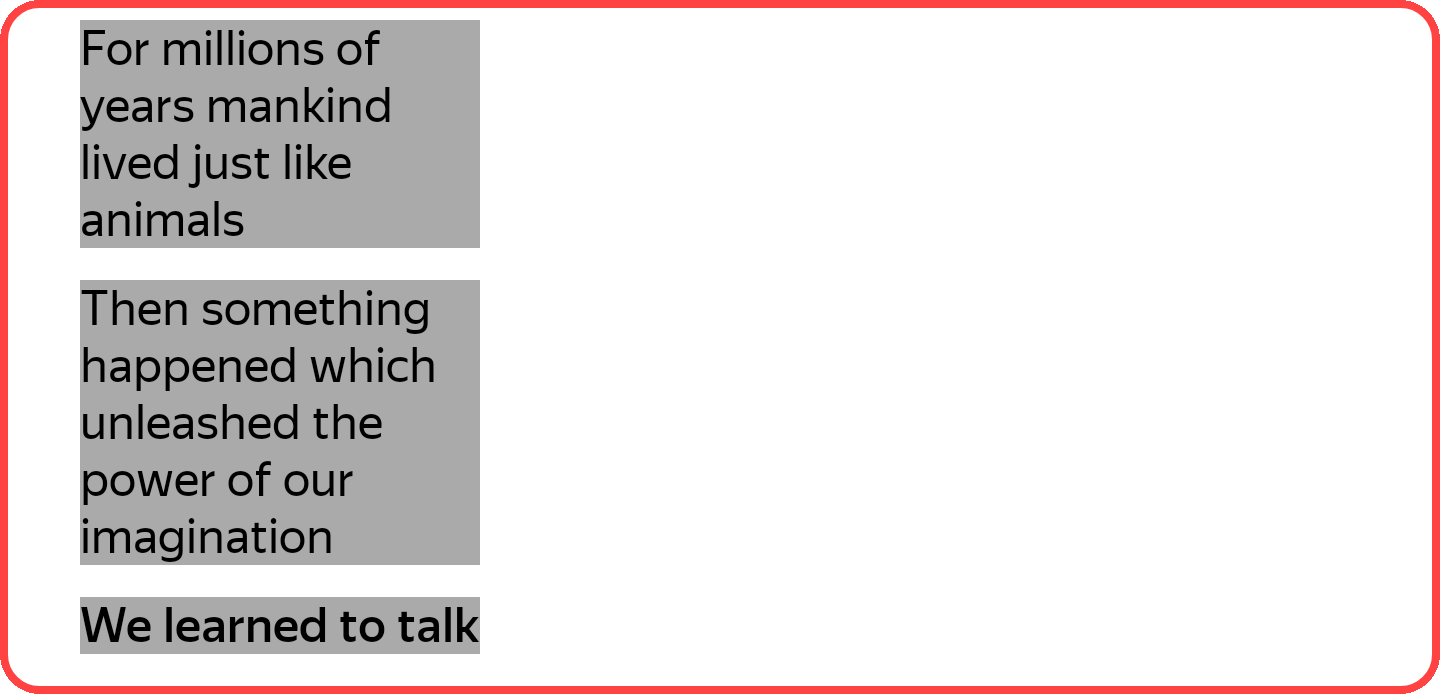 For millions of
years mankind
lived just like
animals
Then something
happened which
unleashed the
power of our
imagination
We learned to talk